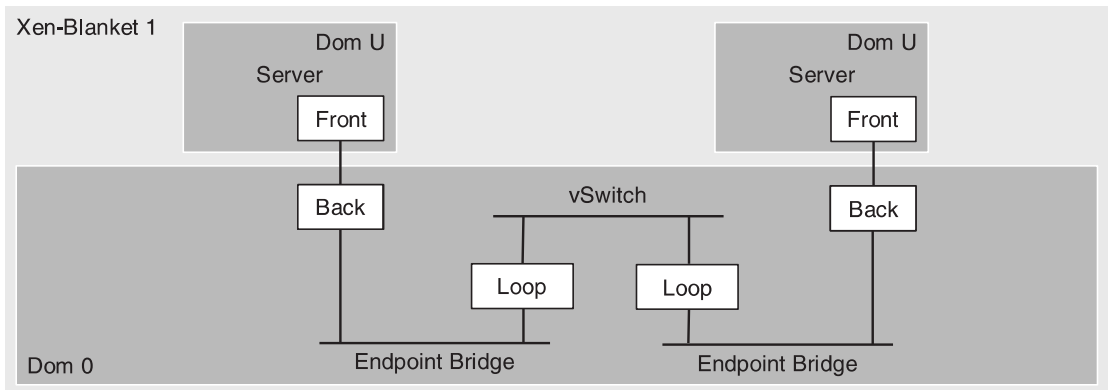 Xen-Blanket 1
Dom U
Server
Front
Dom U
Server
Front
Back
vSwitch
Back
Loop
Loop
Dom 0
Endpoint Bridge
Endpoint Bridge